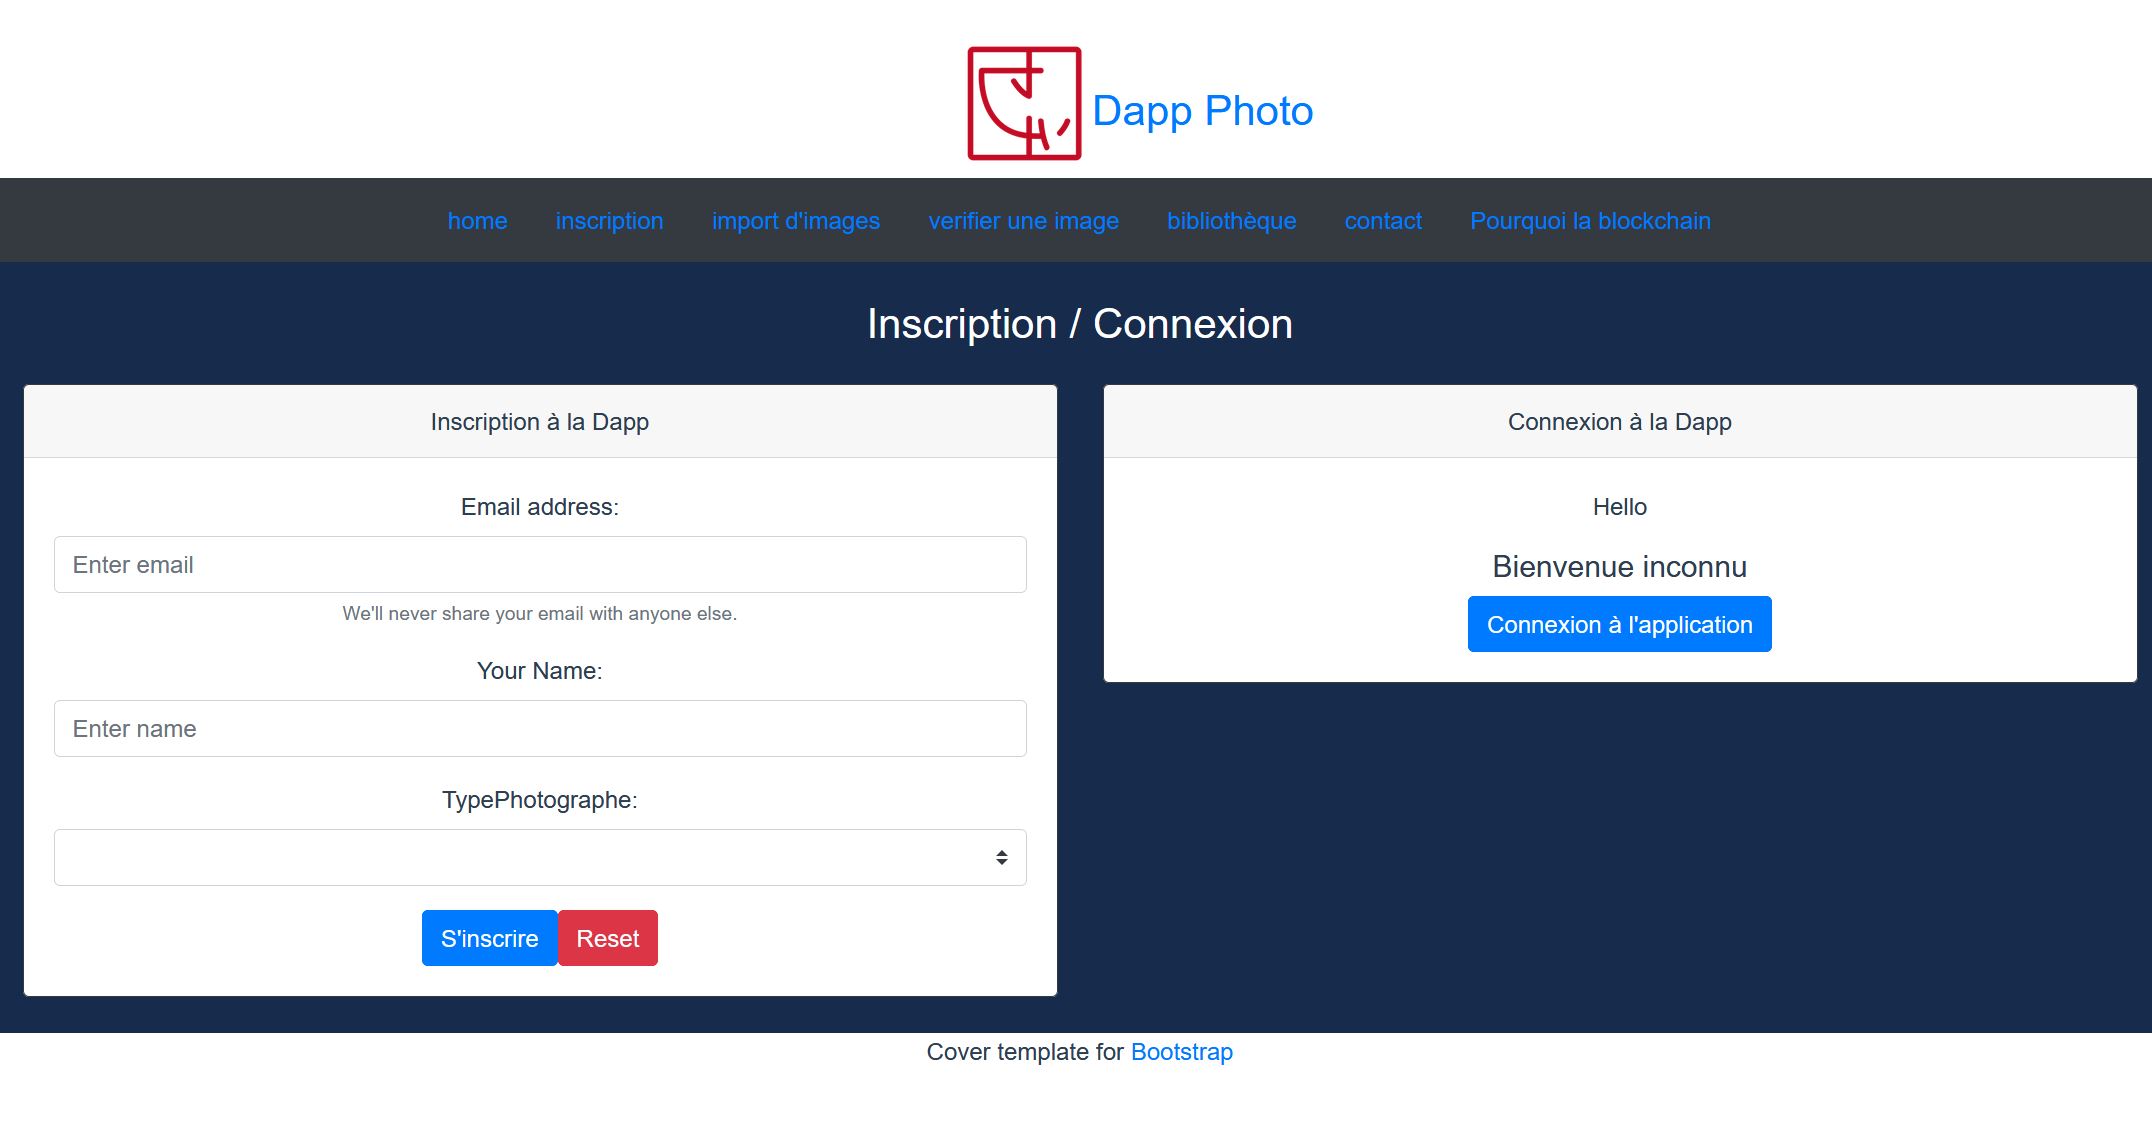 Dapp Photo
home inscription import d'images verifier une image bibliothèque contact Pourquoi la blockchain
Inscription / Connexion
Inscription à la Dapp
Email address:
Enter email
We'll never share your email with anyone else.
Your Name:
Enter name
TypePhotographe:
S'inscrire Reset
Connexion à la Dapp
Hello
Bienvenue inconnu
Connexion à l'application
Cover template for Bootstrap